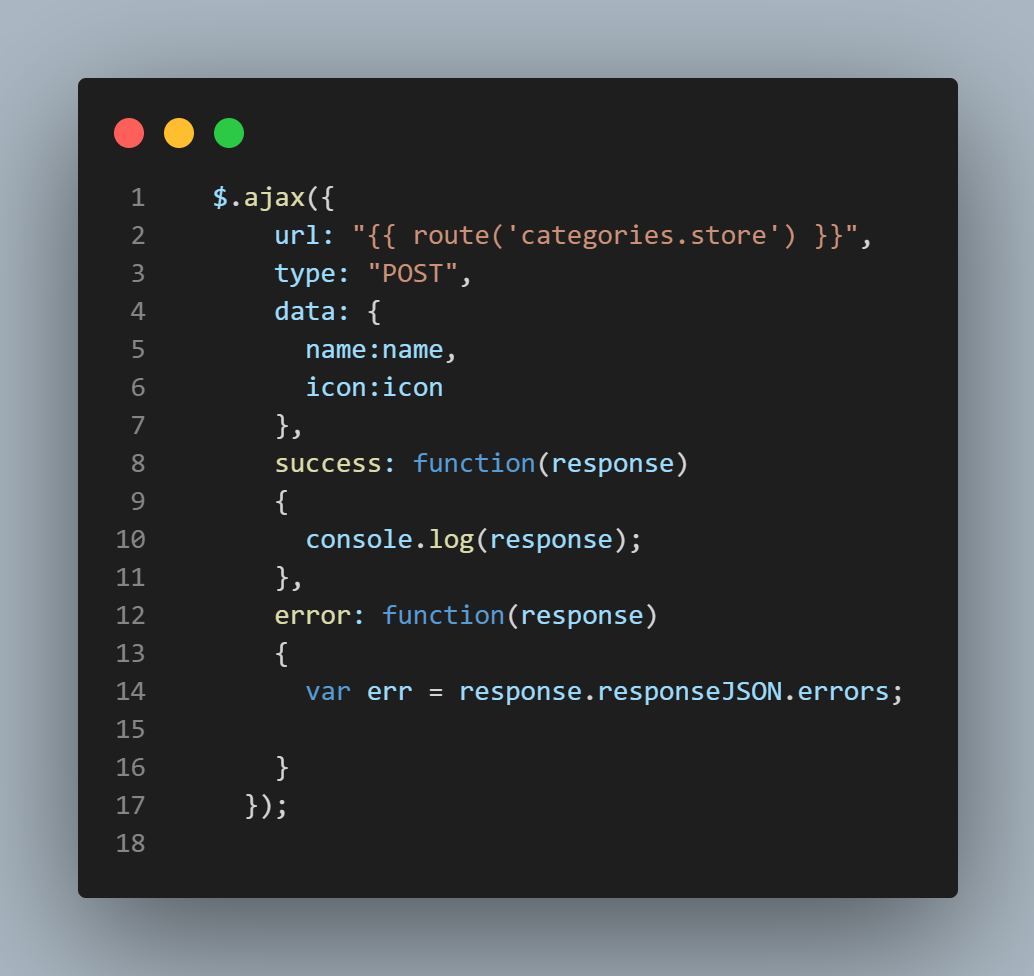 1 $.ajax({
2 url: "{{ route('categories.store') }}",
3 type: "POST",
4 data: {
5 name:name,
6 icon:icon
7 },
8 success: function(response)
9 {
10 console.log(response);
11 },
12 error: function(response)
13 {
14 var err = response.responseJSON.errors;
15
16 }
17 });
18